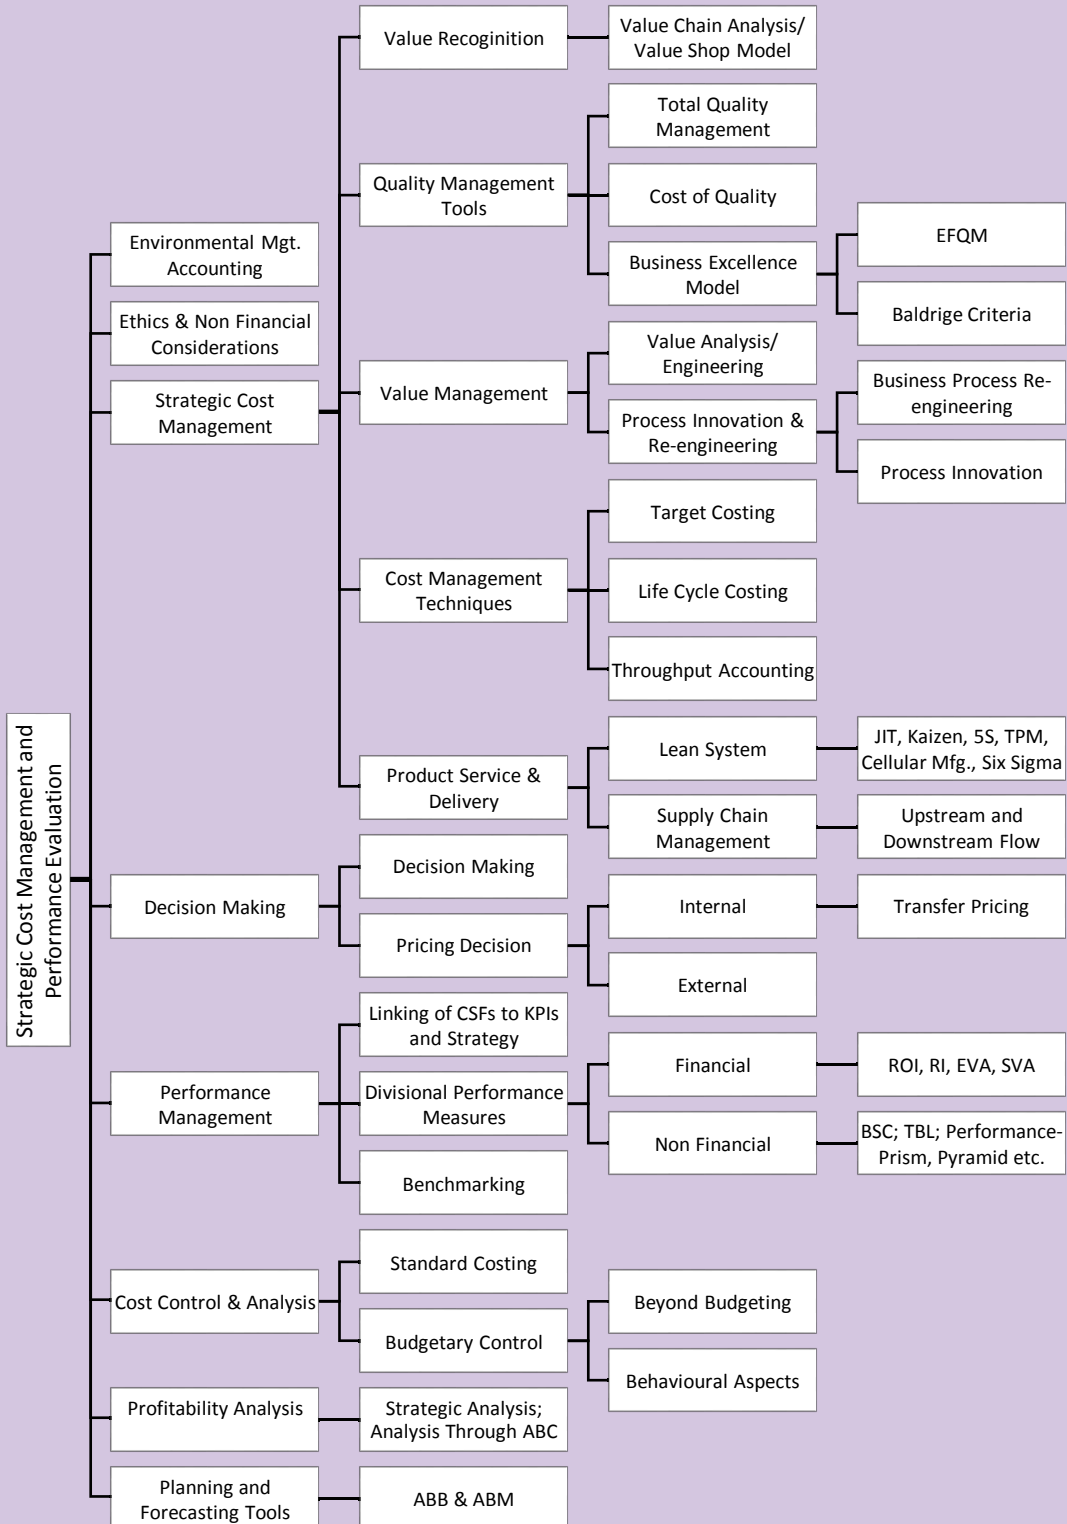 Strategic Cost Management and
Performance Evaluation
Environmental Mgt.
Accounting
Ethics & Non Financial
Considerations
Strategic Cost
Management
Value Recoginition
Value Chain Analysis/
Value Shop Model
Quality Management
Tools
Total Quality
Management
Cost of Quality
Business Excellence
Model
EFQM
Baldrige Criteria
Value Management
Value Analysis/
Engineering
Process Innovation &
Re-engineering
Business Process Re-
engineering
Process Innovation
Cost Management
Techniques
Target Costing
Life Cycle Costing
Throughput Accounting
Product Service &
Delivery
Lean System
JIT, Kaizen, 5S, TPM,
Cellular Mfg., Six Sigma
Supply Chain
Management
Upstream and
Downstream Flow
Decision Making
Decision Making
Pricing Decision
Internal
Transfer Pricing
External
Performance
Management
Linking of CSFs to KPIs
and Strategy
Divisional Performance
Measures
Financial
ROI, RI, EVA, SVA
Non Financial
BSC; TBL; Performance-
Prism, Pyramid etc.
Benchmarking
Cost Control & Analysis
Standard Costing
Budgetary Control
Beyond Budgeting
Behavioural Aspects
Profitability Analysis
Strategic Analysis;
Analysis Through ABC
Planning and
Forecasting Tools
ABB & ABM